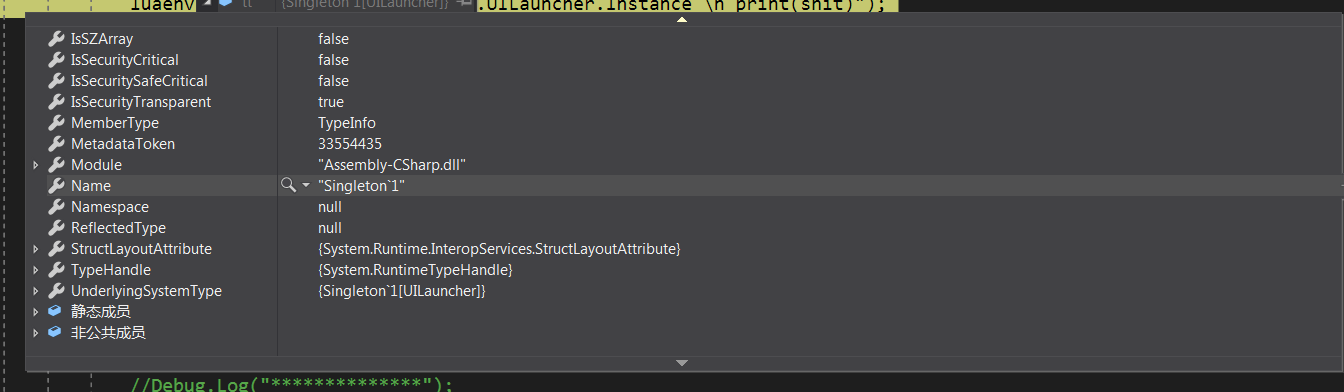 luaenv tt {Singleton`1[UILauncher]} .UILauncher.Instance \n print(shit)");
IsSZArray false
IsSecurityCritical false
IsSecuritySafeCritical false
IsSecurityTransparent true
MemberType TypeInfo
MetadataToken 33554435
Module "Assembly-CSharp.dll"
Name "Singleton`1"
Namespace null
ReflectedType null
StructLayoutAttribute {System.Runtime.InteropServices.StructLayoutAttribute}
TypeHandle {System.RuntimeTypeHandle}
UnderlyingSystemType {Singleton`1[UILauncher]}
静态成员
非公共成员
//Debug.Log("**************");